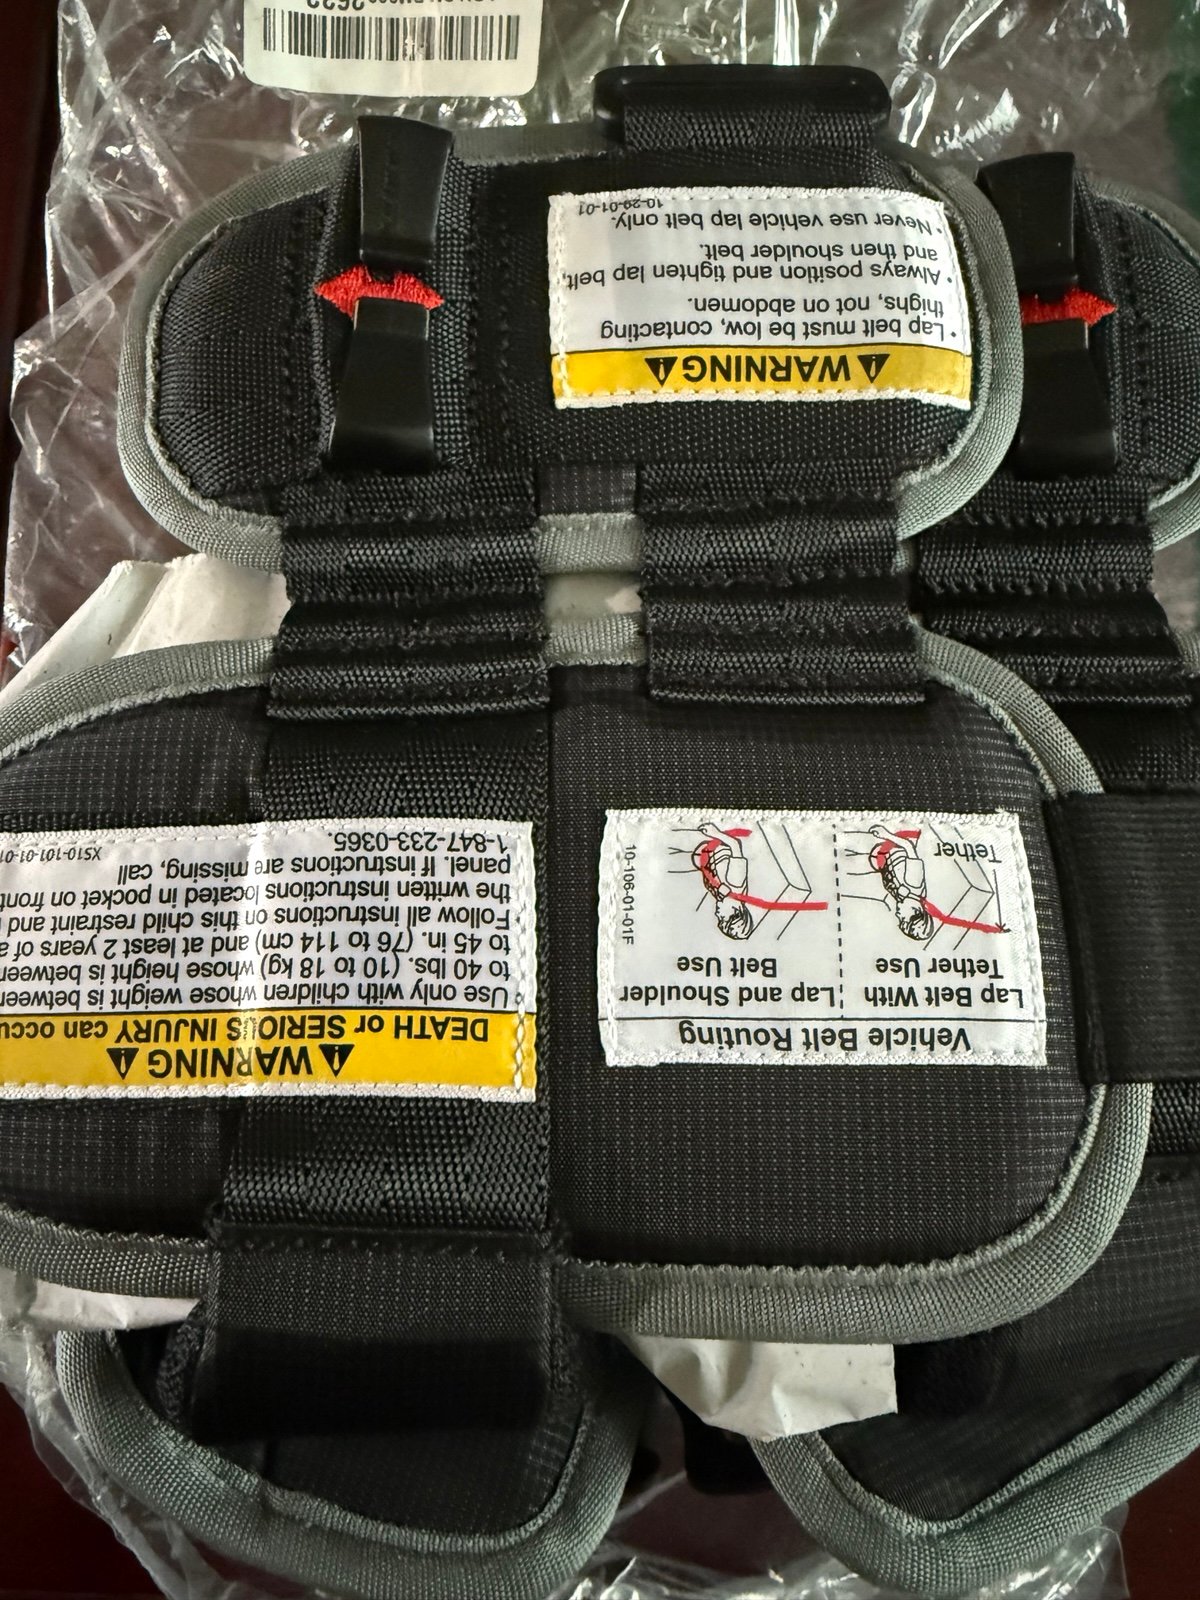 Vehicle Belt Routing
Lap Belt With
Tether Use
Lap and Shoulder
Belt Use
Tether
10-106-01-01F
⚠WARNING⚠
DEATH or SERIOUS INJURY can occu
• Use only with children whose weight is between
to 40 lbs. (10 to 18 kg) whose height is between
to 45 in. (76 to 114 cm) and at least 2 years of a
• Follow all instructions on this child restraint and
the written instructions located in pocket on front
panel. If instructions are missing, call
1-847-233-0365.
XS10-101-01-01
⚠WARNING⚠
• Lap belt must be low, contacting
thighs, not on abdomen.
• Always position and tighten lap belt,
and then shoulder belt.
• Never use vehicle lap belt only.
10-29-01-01